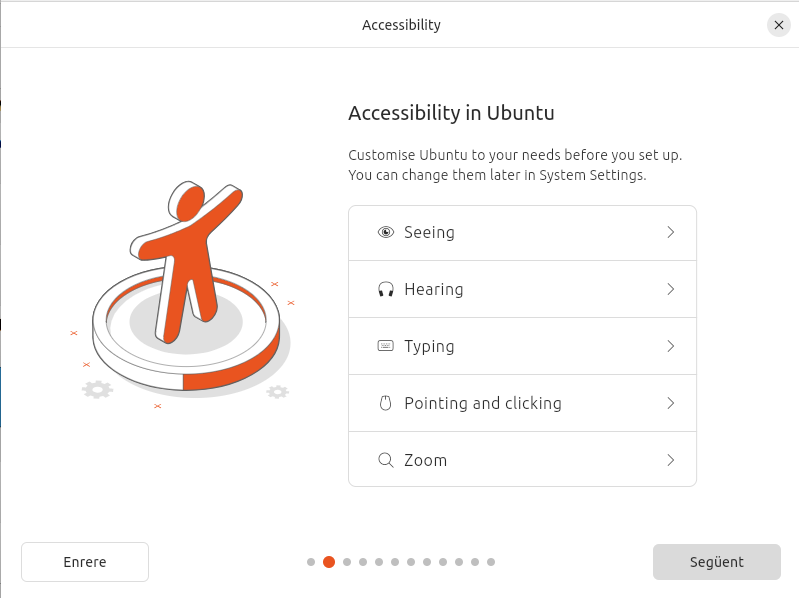 Accessibility
Accessibility in Ubuntu
Customise Ubuntu to your needs before you set up.
You can change them later in System Settings.
Seeing
Hearing
Typing
Pointing and clicking
Zoom
Enrere
Següent